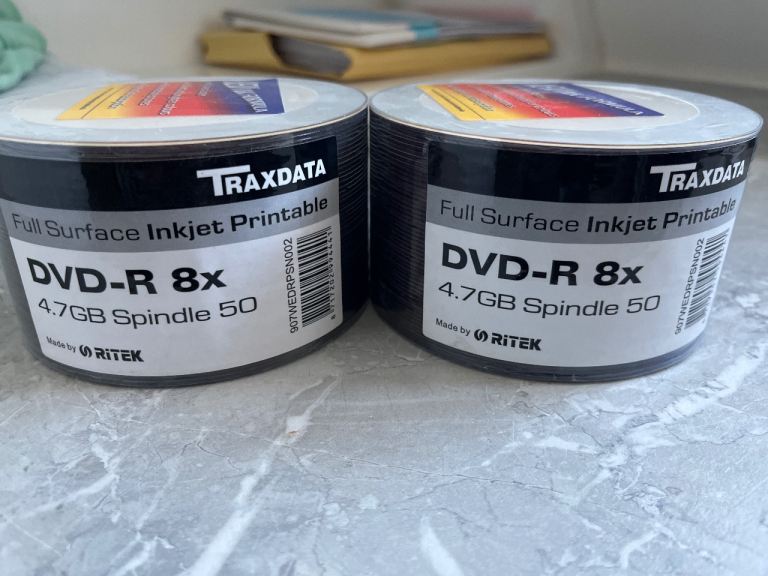 TRAXDATA
Full Surface Inkjet Printable
DVD-R 8x
4.7GB Spindle 50
Made by RiTEK
907WEDRPSN002
TRAXDATA
Full Surface Inkjet Printable
DVD-R 8x
4.7GB Spindle 50
Made by RiTEK
907WEDRPSN002